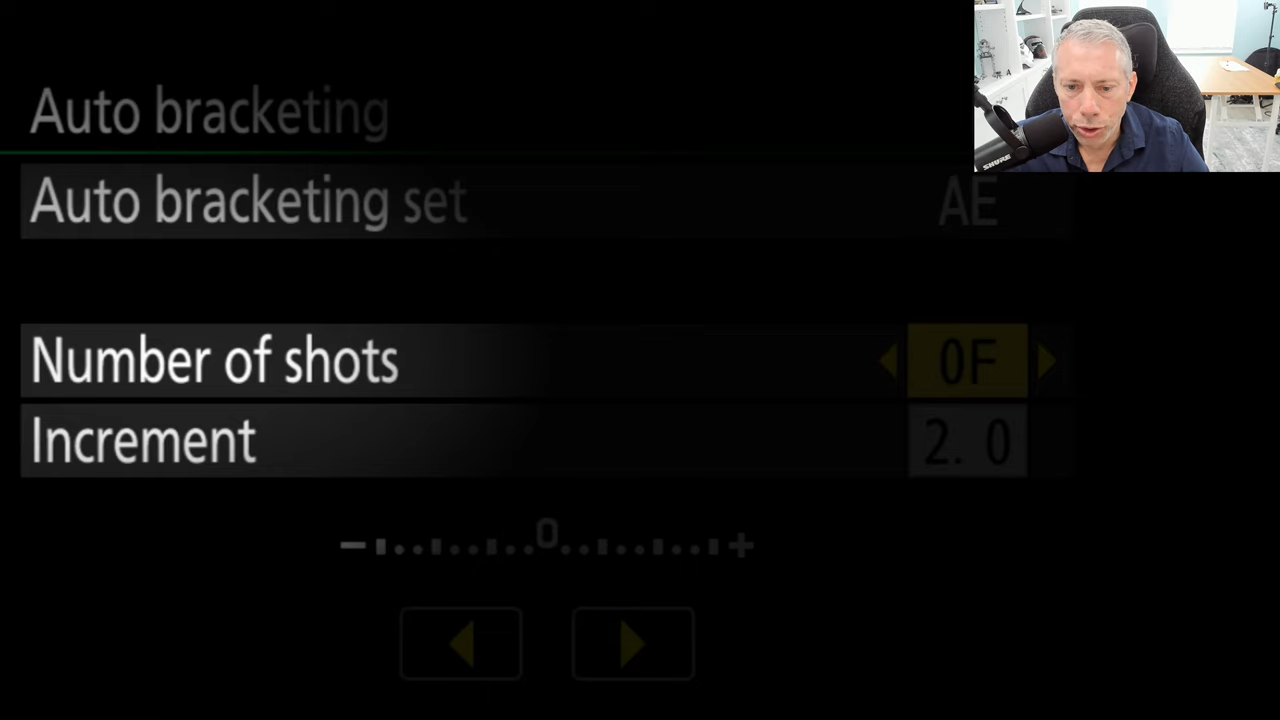 Auto bracketing
Auto bracketing set AE
Number of shots 0F
Increment 2. 0
− 0 +
SHURE